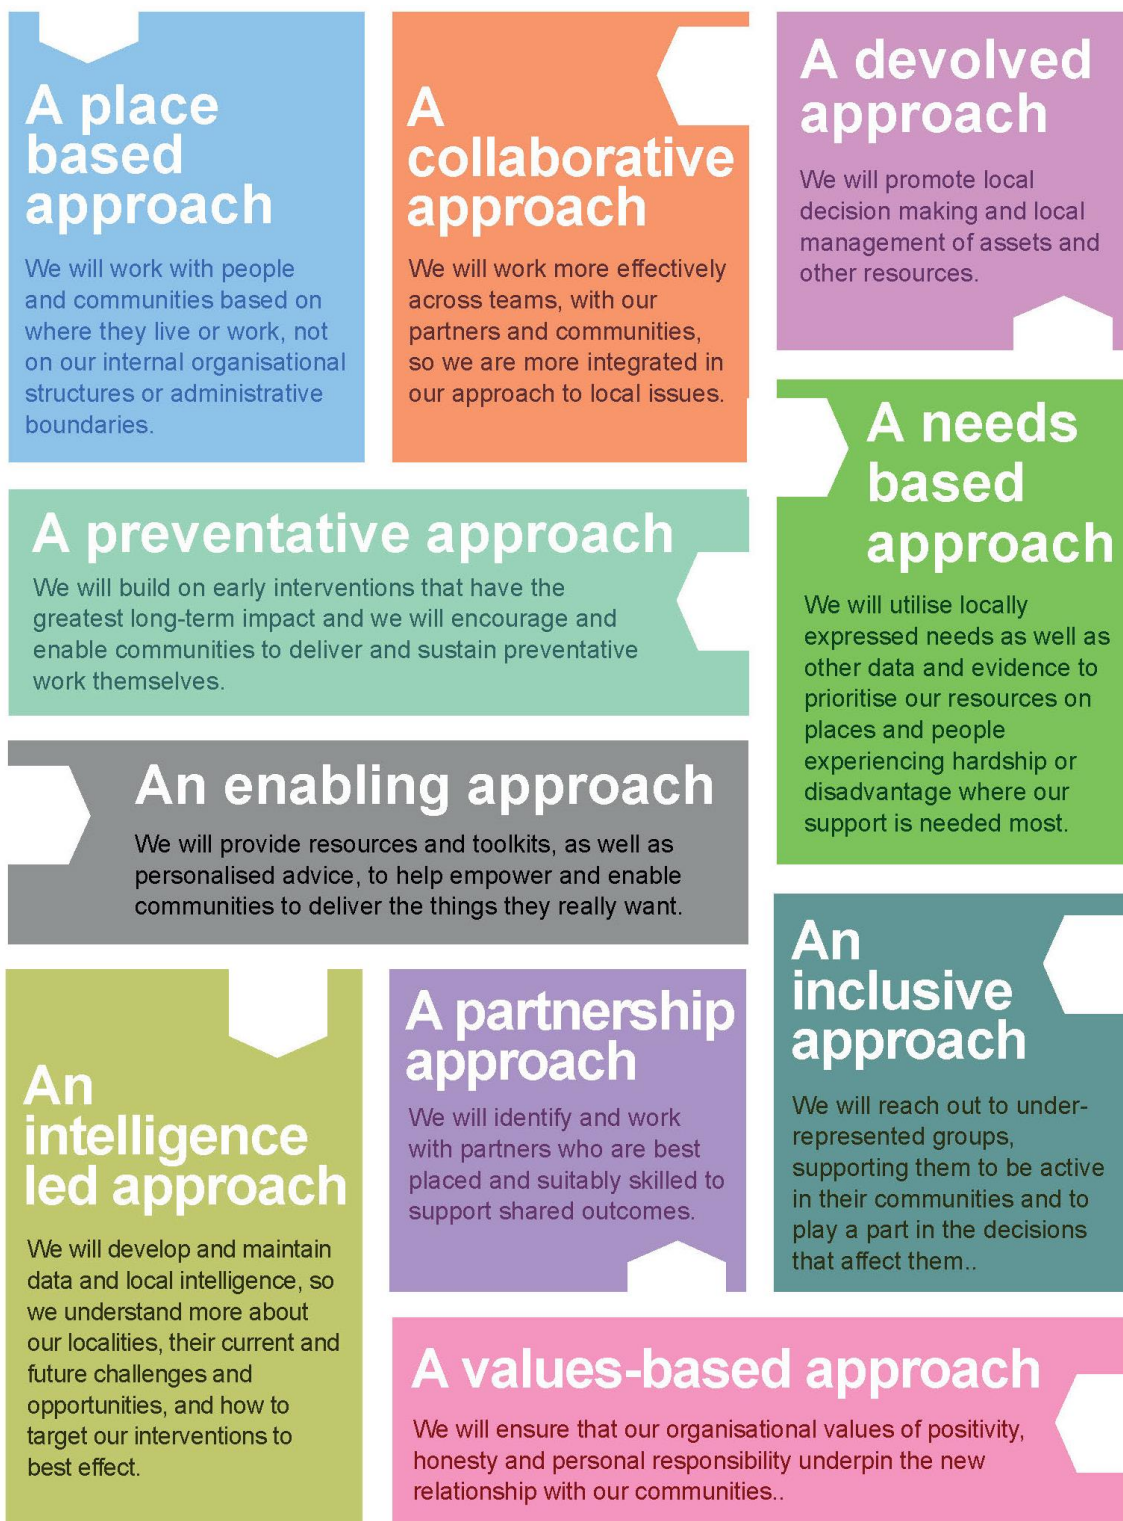 A place
based
approach
We will work with people
and communities based on
where they live or work, not
on our internal organisational
structures or administrative
boundaries.
A
collaborative
approach
We will work more effectively
across teams, with our
partners and communities,
so we are more integrated in
our approach to local issues.
A devolved
approach
We will promote local
decision making and local
management of assets and
other resources.
A preventative approach
We will build on early interventions that have the
greatest long-term impact and we will encourage and
enable communities to deliver and sustain preventative
work themselves.
A needs
based
approach
We will utilise locally
expressed needs as well as
other data and evidence to
prioritise our resources on
places and people
experiencing hardship or
disadvantage where our
support is needed most.
An enabling approach
We will provide resources and toolkits, as well as
personalised advice, to help empower and enable
communities to deliver the things they really want.
An
intelligence
led approach
We will develop and maintain
data and local intelligence, so
we understand more about
our localities, their current and
future challenges and
opportunities, and how to
target our interventions to
best effect.
A partnership
approach
We will identify and work
with partners who are best
placed and suitably skilled to
support shared outcomes.
An
inclusive
approach
We will reach out to under-
represented groups,
supporting them to be active
in their communities and to
play a part in the decisions
that affect them..
A values-based approach
We will ensure that our organisational values of positivity,
honesty and personal responsibility underpin the new
relationship with our communities..